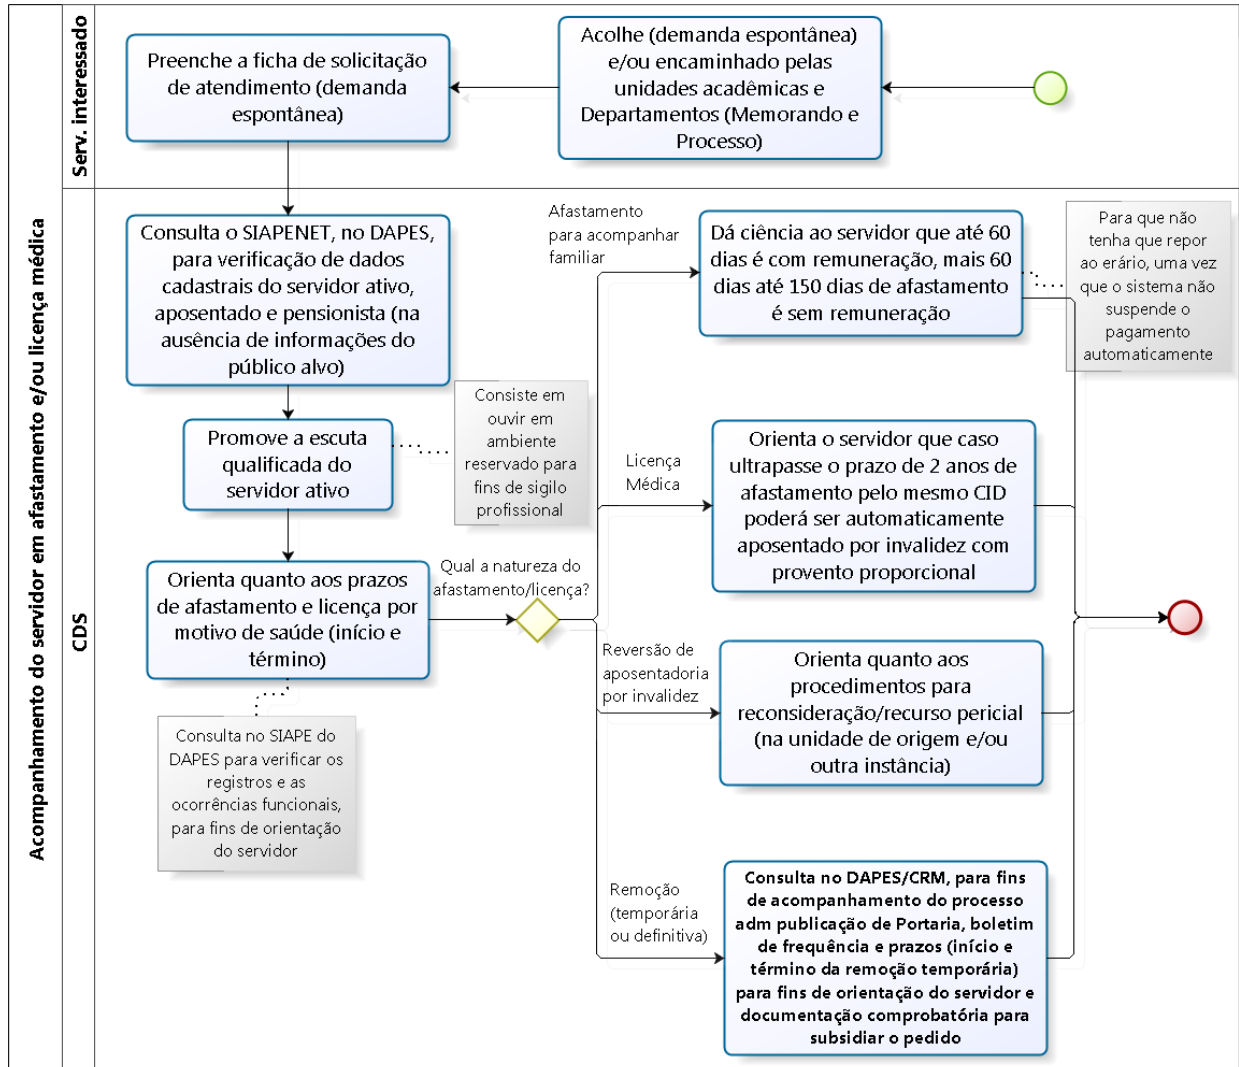 Acompanhamento do servidor em afastamento e/ou licença médica
Serv. interessado
Preenche a ficha de solicitação
de atendimento (demanda
espontânea)
Acolhe (demanda espontânea)
e/ou encaminhado pelas
unidades acadêmicas e
Departamentos (Memorando e
Processo)
CDS
Consulta o SIAPENET, no DAPES,
para verificação de dados
cadastrais do servidor ativo,
aposentado e pensionista (na
ausência de informações do
público alvo)
Promove a escuta
qualificada do
servidor ativo
Consiste em
ouvir em
ambiente
reservado para
fins de sigilo
profissional
Orienta quanto aos prazos
de afastamento e licença por
motivo de saúde (início e
término)
Consulta no SIAPE do
DAPES para verificar os
registros e as
ocorrências funcionais,
para fins de orientação
do servidor
Qual a natureza do
afastamento/licença?
Afastamento
para acompanhar
familiar
Dá ciência ao servidor que até 60
dias é com remuneração, mais 60
dias até 150 dias de afastamento
é sem remuneração
Para que não
tenha que repor
ao erário, uma vez
que o sistema não
suspende o
pagamento
automaticamente
Licença
Médica
Orienta o servidor que caso
ultrapasse o prazo de 2 anos de
afastamento pelo mesmo CID
poderá ser automaticamente
aposentado por invalidez com
provento proporcional
Reversão de
aposentadoria
por invalidez
Orienta quanto aos
procedimentos para
reconsideração/recurso pericial
(na unidade de origem e/ou
outra instância)
Remoção
(temporária
ou definitiva)
Consulta no DAPES/CRM, para fins
de acompanhamento do processo
adm publicação de Portaria, boletim
de frequência e prazos (início e
término da remoção temporária)
para fins de orientação do servidor e
documentação comprobatória para
subsidiar o pedido